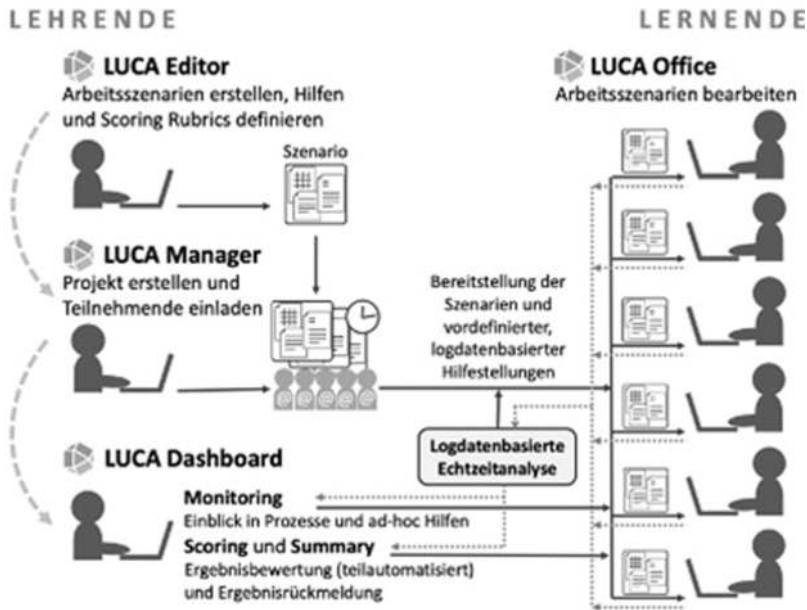 LEHRENDE
LERNENDE
LUCA Editor
Arbeitsszenarien erstellen, Hilfen
und Scoring Rubrics definieren
Szenario
LUCA Manager
Projekt erstellen und
Teilnehmende einladen
Bereitstellung der
Szenarien und
vordefinierter,
logdatenbasierter
Hilfestellungen
Logdatenbasierte
Echtzeitanalyse
LUCA Dashboard
Monitoring
Einblick in Prozesse und ad-hoc Hilfen
Scoring und Summary
Ergebnisbewertung (teilautomatisiert)
und Ergebnisrückmeldung
LUCA Office
Arbeitsszenarien bearbeiten